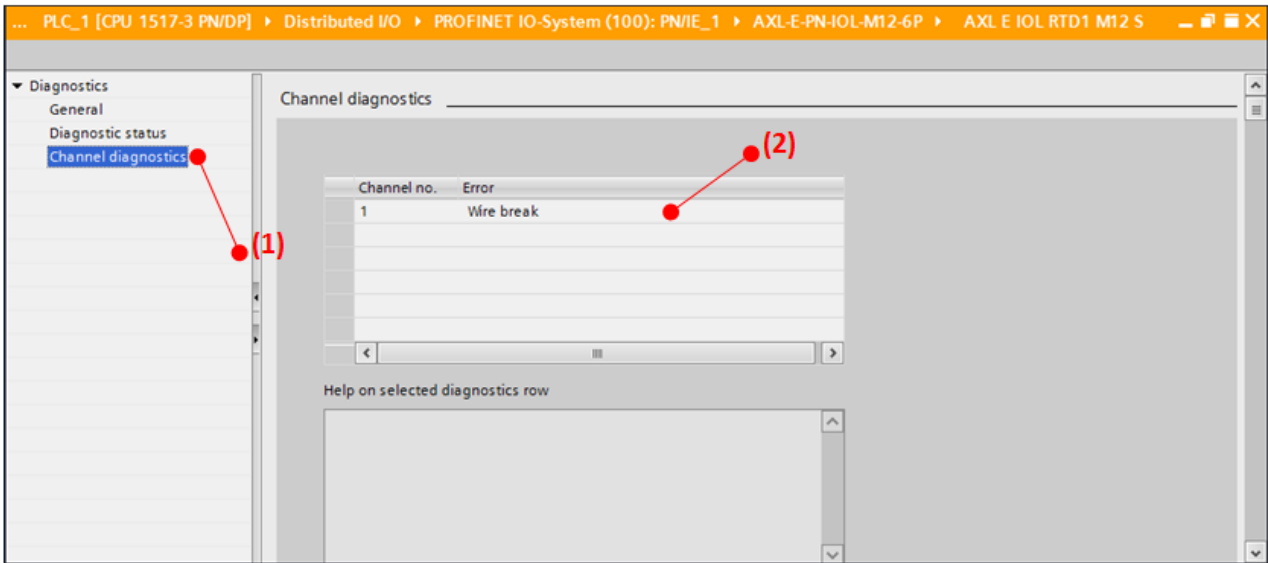 ... PLC_1 [CPU 1517-3 PN/DP] ▸ Distributed I/O ▸ PROFINET IO-System (100): PN/IE_1 ▸ AXL-E-PN-IOL-M12-6P ▸ AXL E IOL RTD1 M12 S
Diagnostics
General
Diagnostic status
Channel diagnostics
(1)
Channel diagnostics
(2)
Channel no. Error
1 Wire break
Help on selected diagnostics row